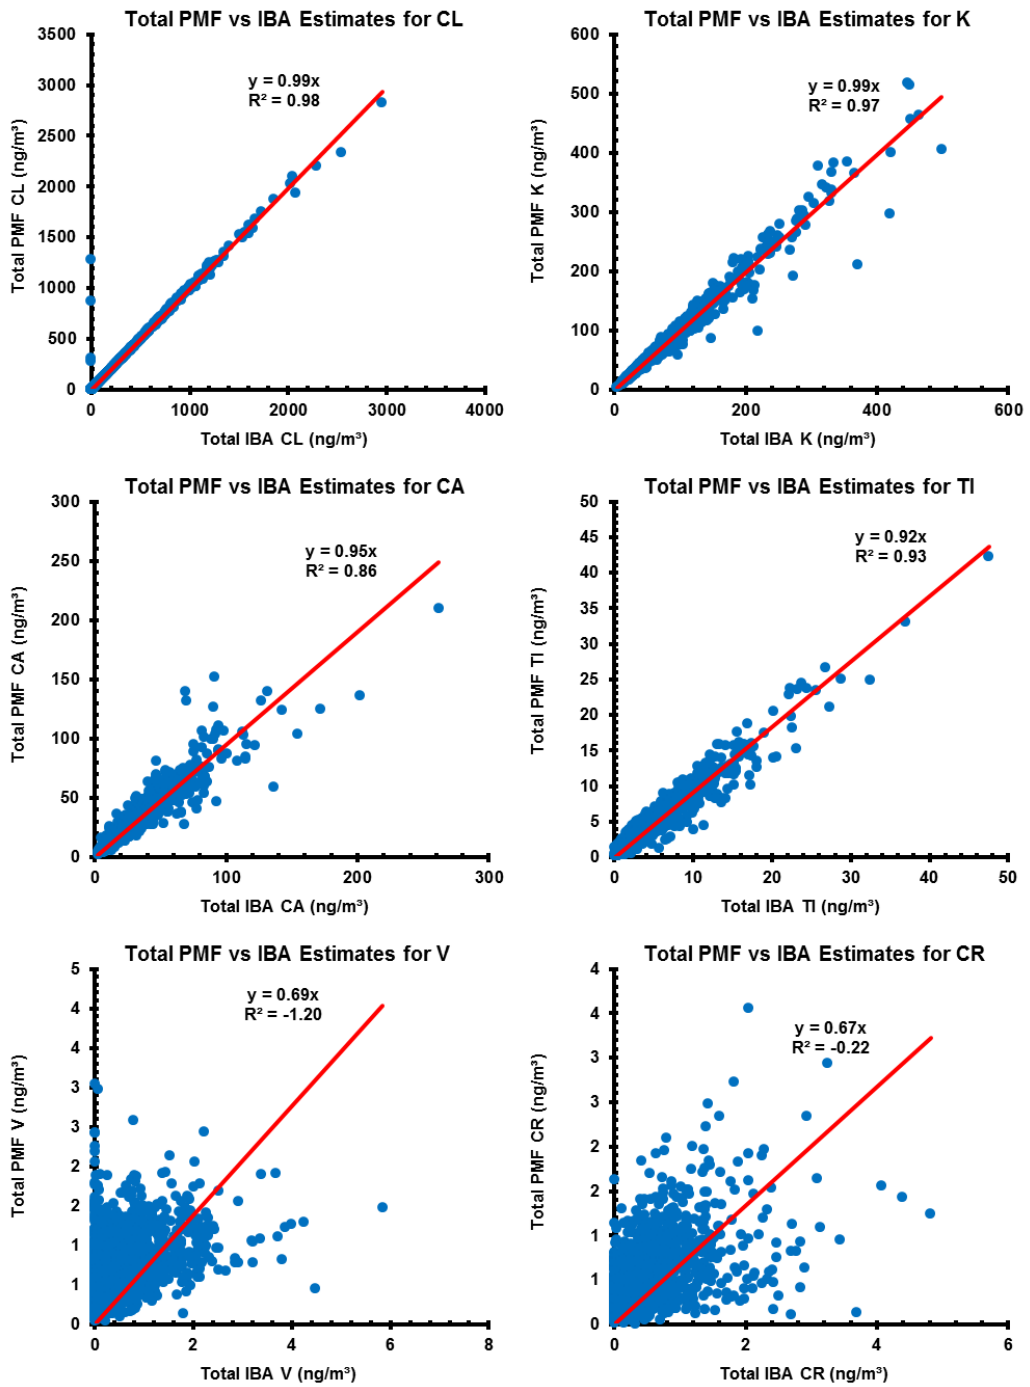 Total PMF vs IBA Estimates for CL
3500
3000
2500
2000
1500
1000
500
0
0
1000
2000
3000
4000
Total PMF CL (ng/m³)
Total IBA CL (ng/m³)
y = 0.99x
R² = 0.98
Total PMF vs IBA Estimates for K
600
500
400
300
200
100
0
0
200
400
600
Total PMF K (ng/m³)
Total IBA K (ng/m³)
y = 0.99x
R² = 0.97
Total PMF vs IBA Estimates for CA
300
250
200
150
100
50
0
0
100
200
300
Total PMF CA (ng/m³)
Total IBA CA (ng/m³)
y = 0.95x
R² = 0.86
Total PMF vs IBA Estimates for TI
50
45
40
35
30
25
20
15
10
5
0
0
10
20
30
40
50
Total PMF TI (ng/m³)
Total IBA TI (ng/m³)
y = 0.92x
R² = 0.93
Total PMF vs IBA Estimates for V
5
4
4
3
3
2
2
1
1
0
0
2
4
6
8
Total PMF V (ng/m³)
Total IBA V (ng/m³)
y = 0.69x
R² = -1.20
Total PMF vs IBA Estimates for CR
4
4
3
3
2
2
1
1
0
0
2
4
6
Total PMF CR (ng/m³)
Total IBA CR (ng/m³)
y = 0.67x
R² = -0.22